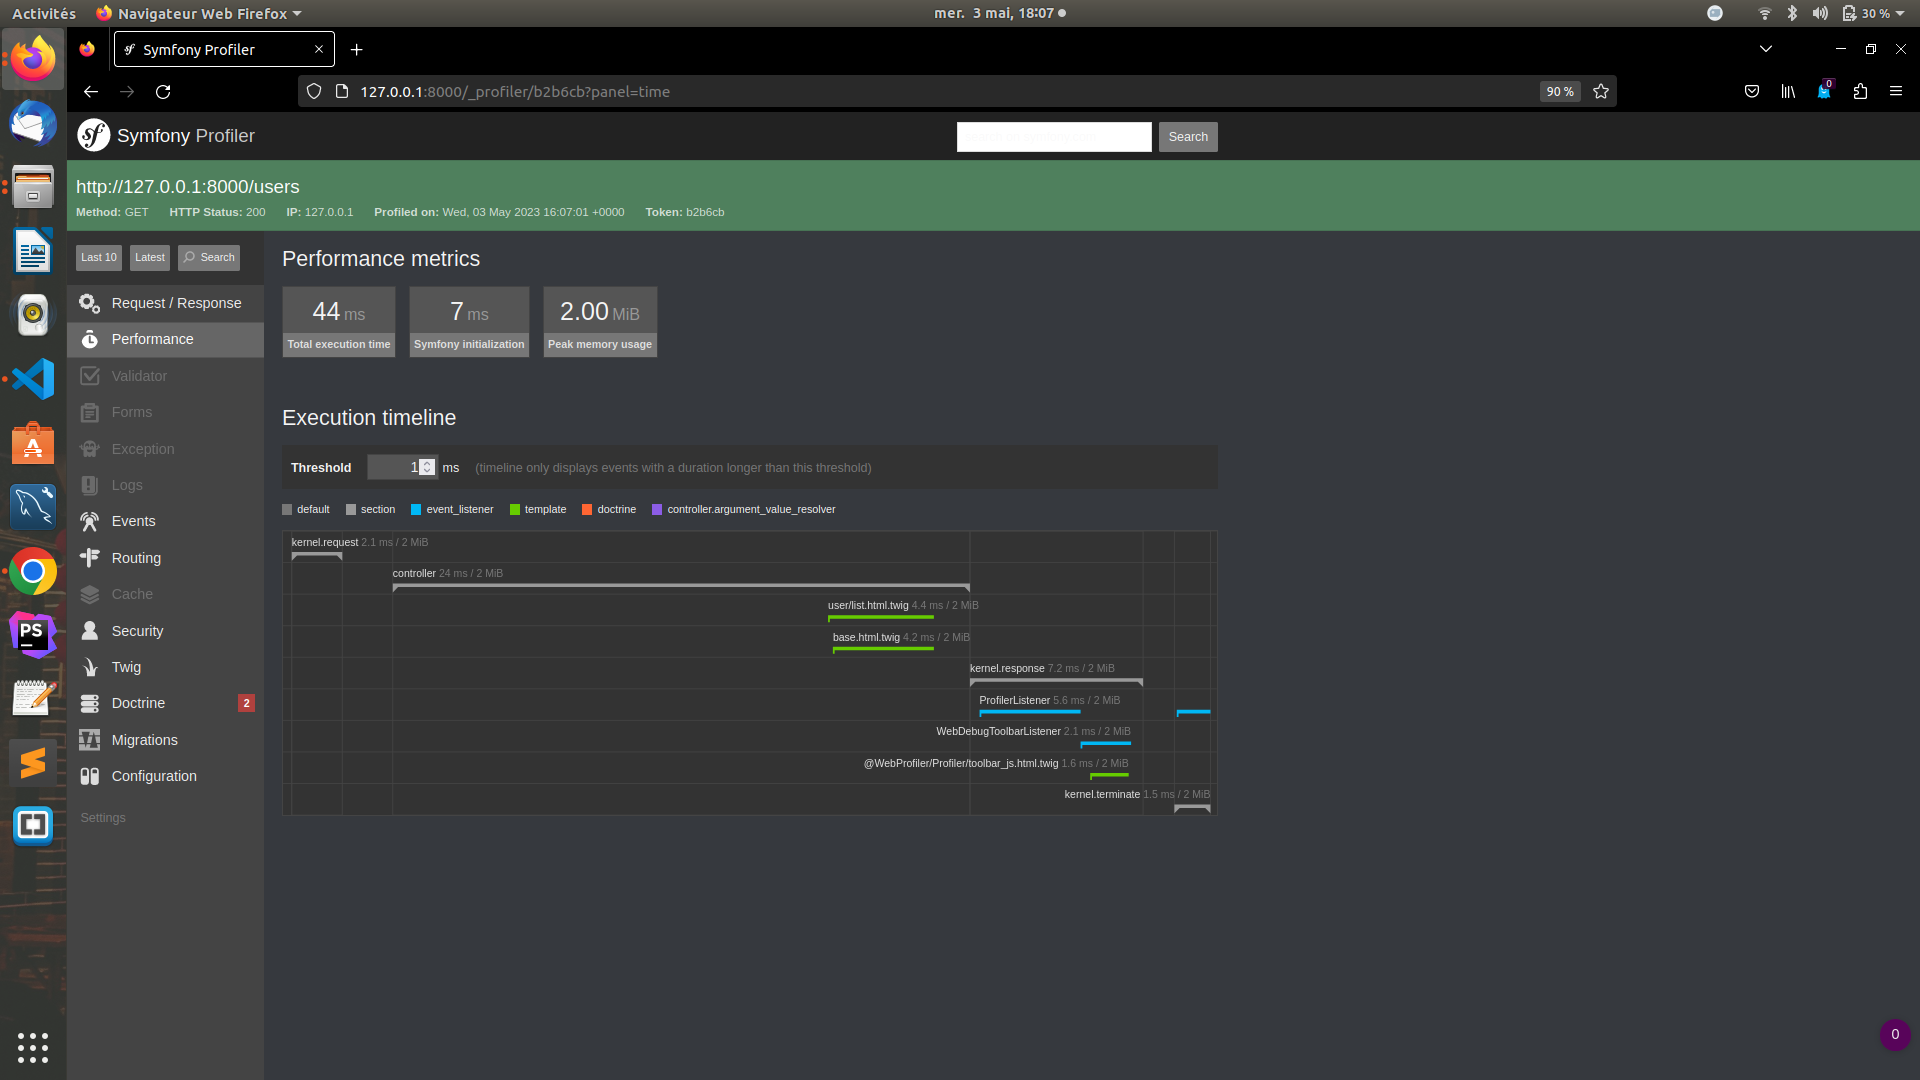 Activités Navigateur Web Firefox mer. 3 mai, 18:07 30 %
Symfony Profiler
127.0.0.1:8000/_profiler/b2b6cb?panel=time 90 % 0
Symfony Profiler Search
http://127.0.0.1:8000/users
Method: GET HTTP Status: 200 IP: 127.0.0.1 Profiled on: Wed, 03 May 2023 16:07:01 +0000 Token: b2b6cb
Last 10 Latest Search
Request / Response
Performance
Validator
Forms
Exception
Logs
Events
Routing
Cache
Security
Twig
Doctrine 2
Migrations
Configuration
Settings
Performance metrics
44 ms 7 ms 2.00 MiB
Total execution time Symfony initialization Peak memory usage
Execution timeline
Threshold 1 ms (timeline only displays events with a duration longer than this threshold)
default section event_listener template doctrine controller.argument_value_resolver
kernel.request 2.1 ms / 2 MiB
controller 24 ms / 2 MiB
user/list.html.twig 4.4 ms / 2 MiB
base.html.twig 4.2 ms / 2 MiB
kernel.response 7.2 ms / 2 MiB
ProfilerListener 5.6 ms / 2 MiB
WebDebugToolbarListener 2.1 ms / 2 MiB
@WebProfiler/Profiler/toolbar_js.html.twig 1.6 ms / 2 MiB
kernel.terminate 1.5 ms / 2 MiB
PS
0